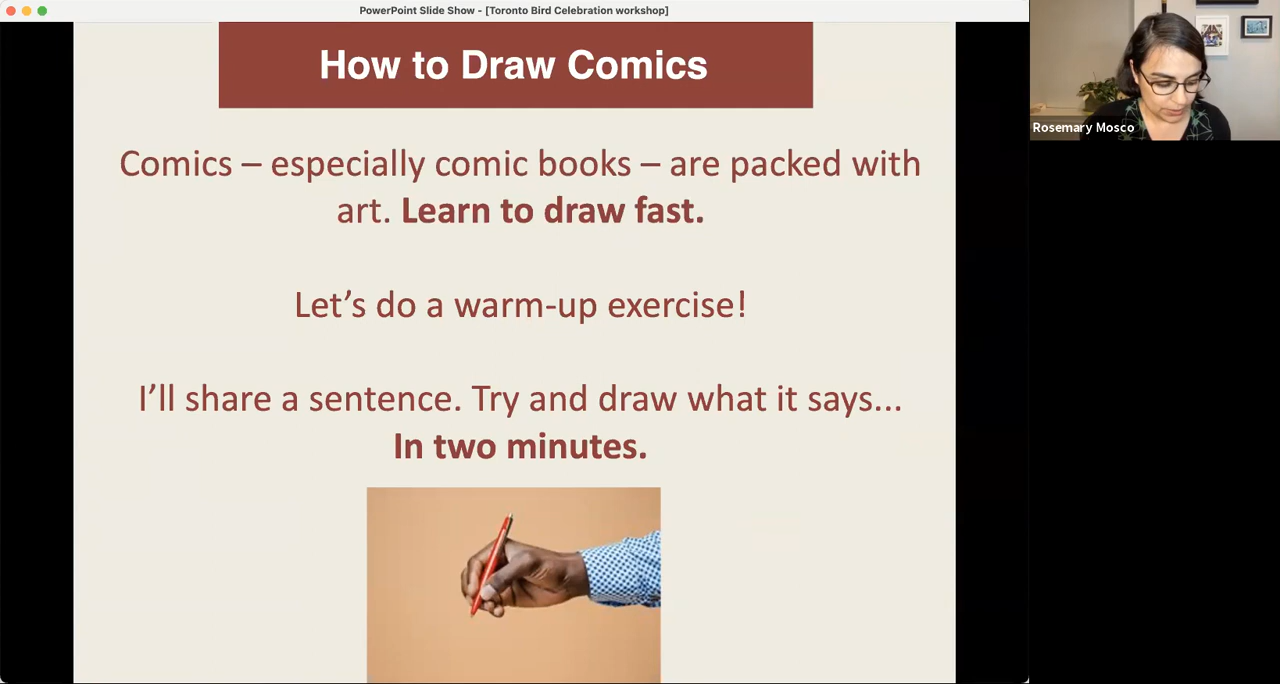 PowerPoint Slide Show - [Toronto Bird Celebration workshop]
How to Draw Comics
Comics – especially comic books – are packed with
art. Learn to draw fast.
Let’s do a warm-up exercise!
I’ll share a sentence. Try and draw what it says...
In two minutes.
Rosemary Mosco